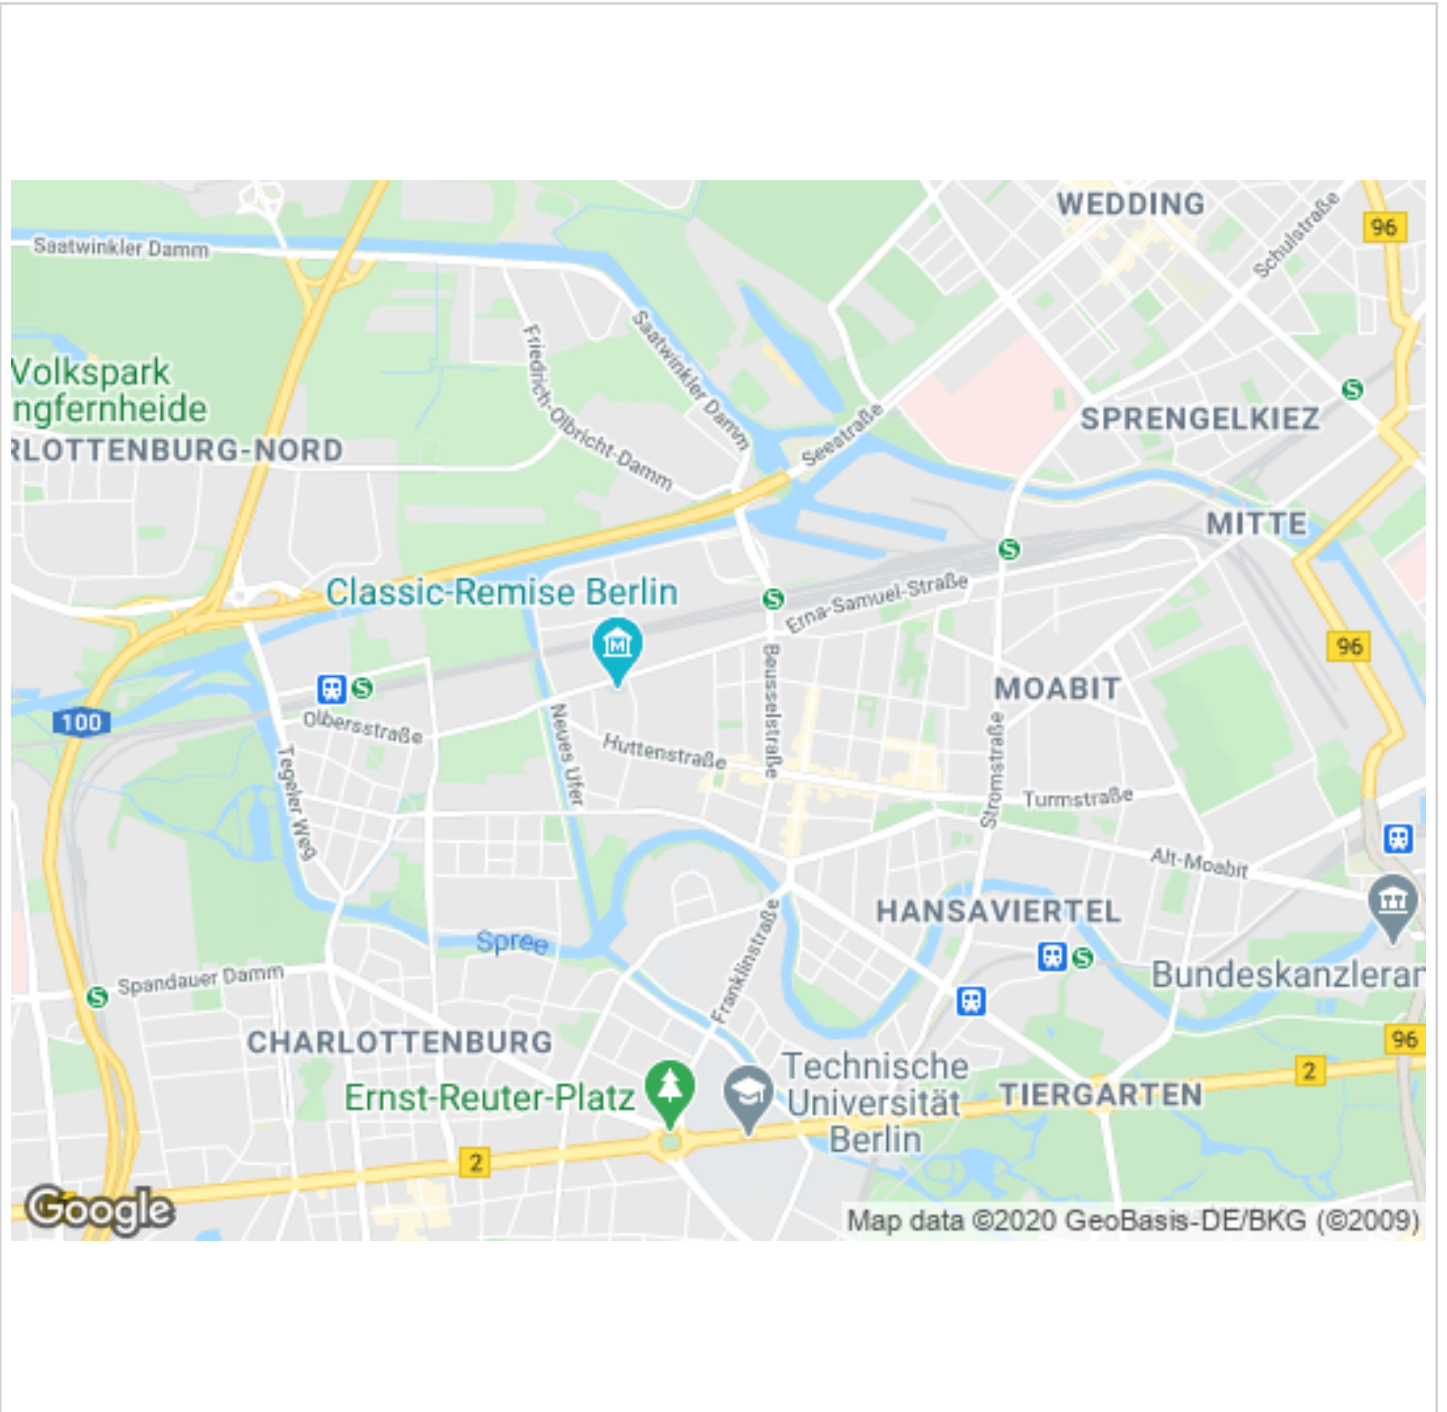 WEDDING
96
Schulstraße
Saatwinkler Damm
Saatwinkler Damm
Friedrich-Olbricht-Damm
Volkspark
ngfernheide
RLOTTENBURG-NORD
Seestraße
SPRENGELKIEZ
S
MITTE
S
Classic-Remise Berlin
M
S
Erna-Samuel-Straße
96
S
MOABIT
100
Olbersstraße
Neues Ufer
Huttenstraße
Beusselstraße
Tegeler Weg
Stromstraße
Turmstraße
Alt-Moabit
HANSAVIERTEL
Spree
Franklinstraße
S
Bundeskanzleran
Spandauer Damm
S
CHARLOTTENBURG
96
Ernst-Reuter-Platz
Technische
Universität
Berlin
TIERGARTEN
2
2
Google
Map data ©2020 GeoBasis-DE/BKG (©2009)